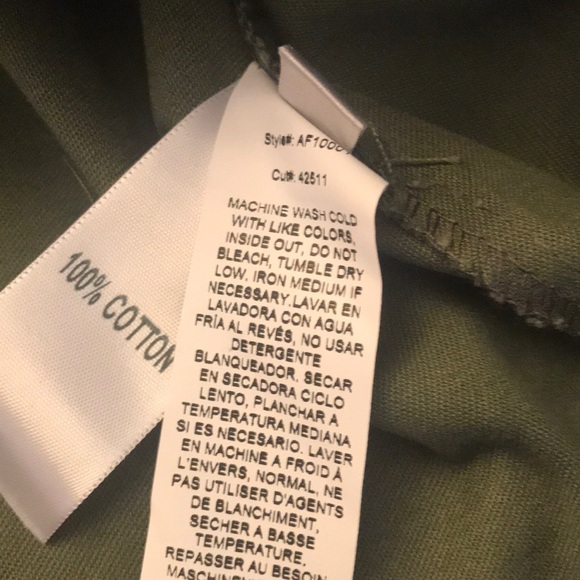 Style#: AF1000
Cut#: 42511
MACHINE WASH COLD
WITH LIKE COLORS,
INSIDE OUT, DO NOT
BLEACH, TUMBLE DRY
LOW. IRON MEDIUM IF
NECESSARY.LAVAR EN
LAVADORA CON AGUA
FRÍA AL REVÉS, NO USAR
DETERGENTE
BLANQUEADOR. SECAR
EN SECADORA CICLO
LENTO, PLANCHAR A
TEMPERATURA MEDIANA
SI ES NECESARIO. LAVER
EN MACHINE A FROID À
L'ENVERS, NORMAL, NE
PAS UTILISER D'AGENTS
DE BLANCHIMENT,
SECHER A BASSE
TEMPERATURE.
REPASSER AU BESOIN
100% COTTON